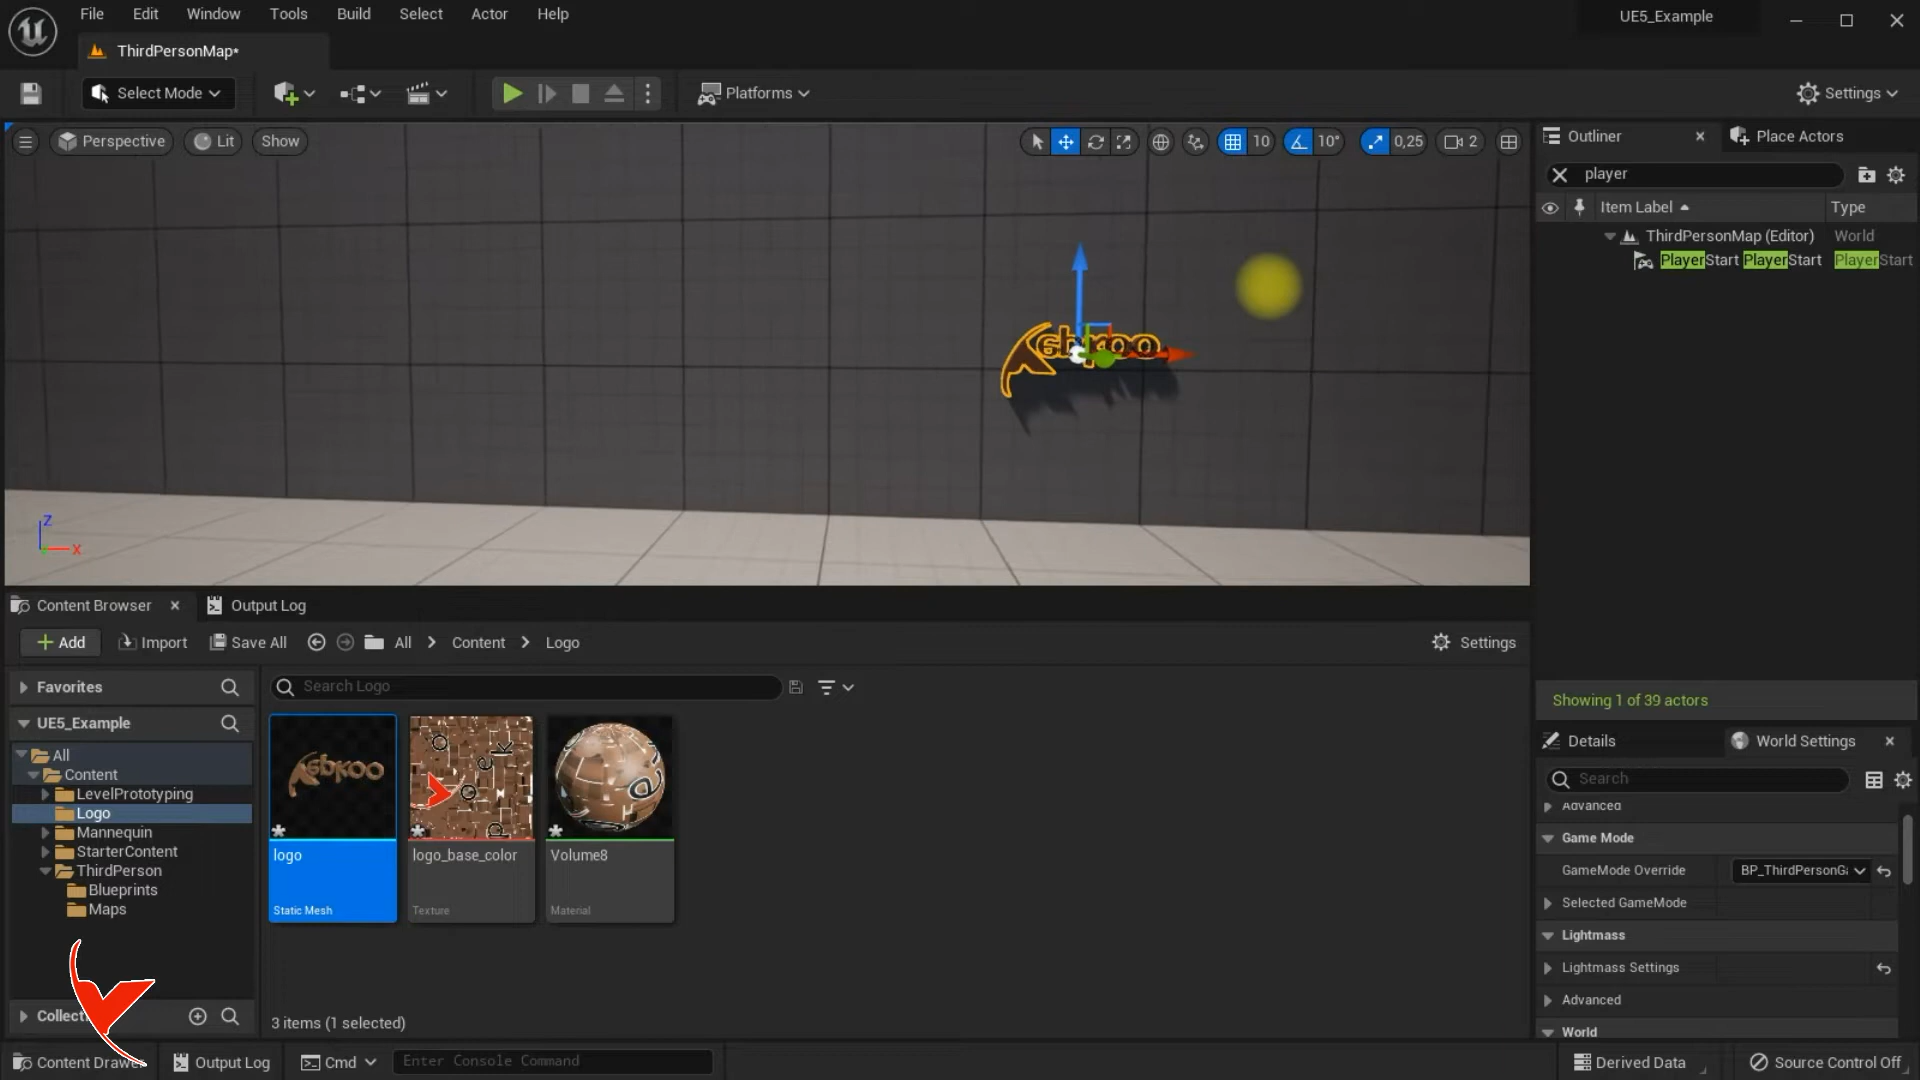 File Edit Window Tools Build Select Actor Help
UE5_Example
ThirdPersonMap*
Select Mode
Platforms
Settings
Perspective Lit Show
10 10° 0,25 2
Outliner Place Actors
player
Item Label Type
ThirdPersonMap (Editor) World
PlayerStart PlayerStart PlayerStart
Z
X
Content Browser Output Log
Add Import Save All All Content Logo Settings
Favorites
Search Logo
UE5_Example
All
Content
LevelPrototyping
Logo
Mannequin
StarterContent
ThirdPerson
Blueprints
Maps
logo
Static Mesh
logo_base_color
Texture
Volume8
Material
Showing 1 of 39 actors
Details World Settings
Search
Advanced
Game Mode
GameMode Override BP_ThirdPersonGa
Selected GameMode
Lightmass
Lightmass Settings
Advanced
World
3 items (1 selected)
Content Drawer Output Log Cmd Enter Console Command
Derived Data Source Control Off